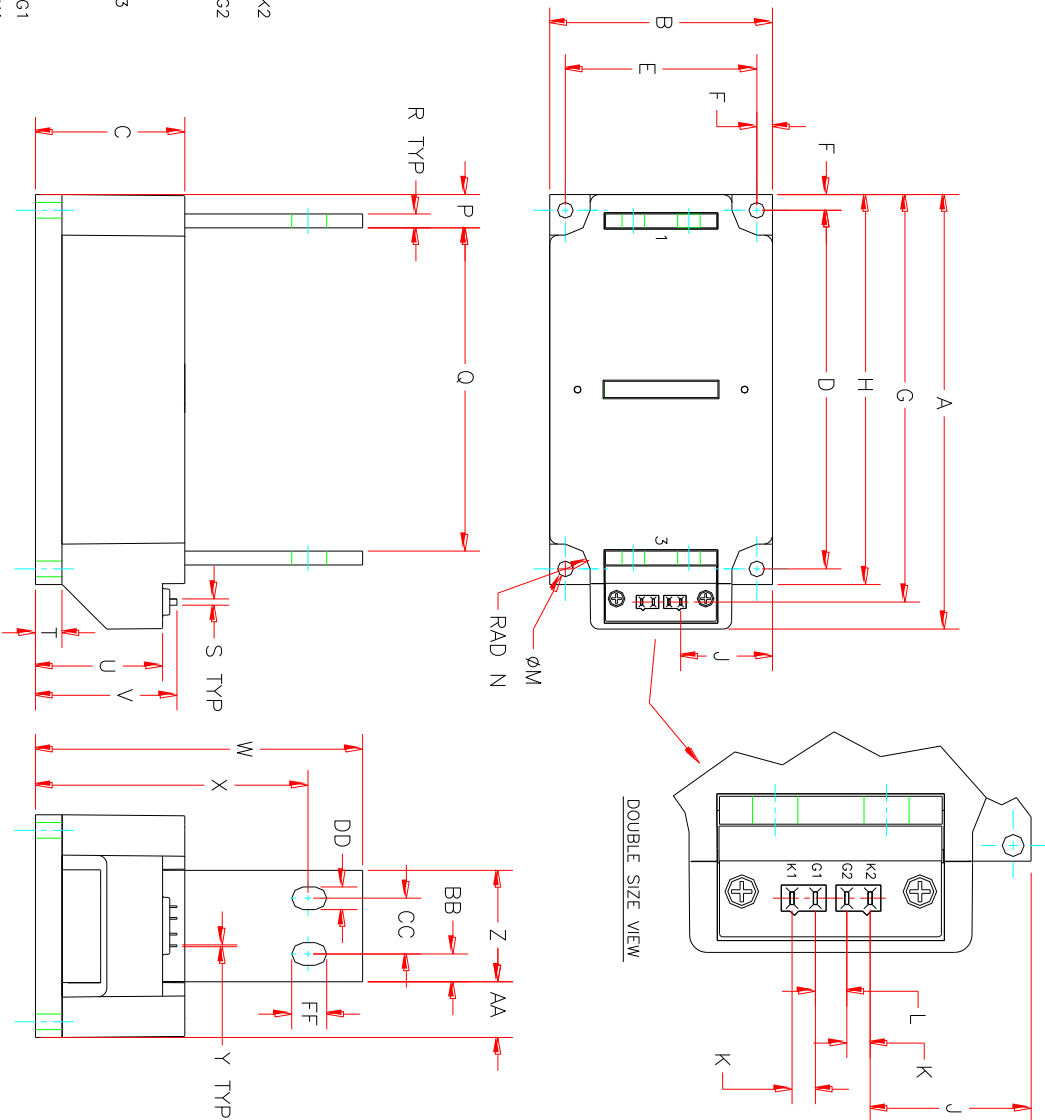 K2
G2
3
G1
B
E
F
F
A
G
H
D
1
3
J
ØM
RAD N
C
R TYP
P
Q
S TYP
T
U
V
DOUBLE SIZE VIEW
K1
G1
G2
K2
L
K
K
J
W
X
DD
BB
CC
Z
AA
FF
Y TYP